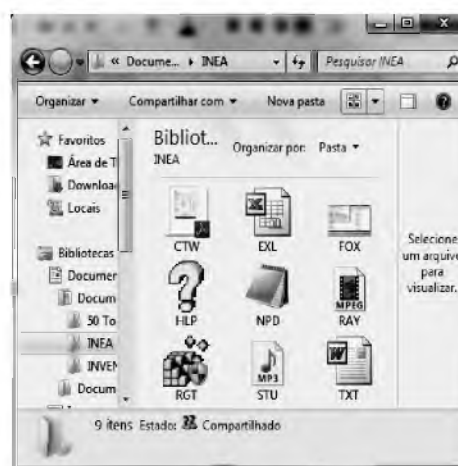 « Docume... ▸ INEA
Pesquisar INEA
Organizar ▾ Compartilhar com ▾ Nova pasta
Favoritos
Área de T
Downloa
Locais
Bibliotecas
Documer
Docum
50 To
INEA
INVEN
Docum
Bibliot...
INEA
Organizar por: Pasta ▾
CTW EXL FOX
HLP NPD MPEG RAY
RGT MP3 STU TXT
Selecione
um arquivo
para
visualizar.
9 itens Estado: Compartilhado